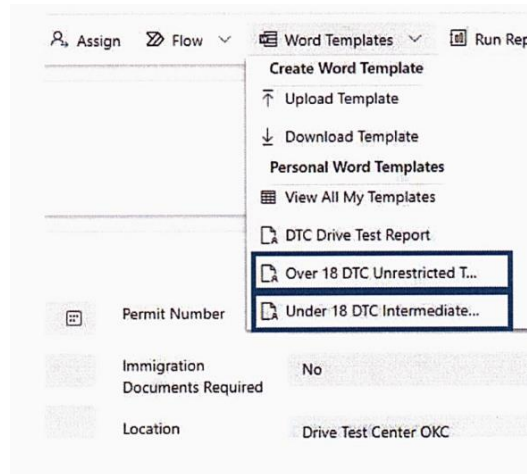 Assign Flow Word Templates Run Rep
Create Word Template
Upload Template
Download Template
Personal Word Templates
View All My Templates
DTC Drive Test Report
Over 18 DTC Unrestricted T...
Under 18 DTC Intermediate...
Permit Number
Immigration
Documents Required
No
Location
Drive Test Center OKC